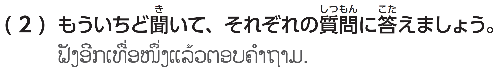 (2) もういちど聞いて、それぞれの質問に答えましょう。
ຟັງອີກເທື່ອໜຶ່ງແລ້ວຕອບຄຳຖາມ.